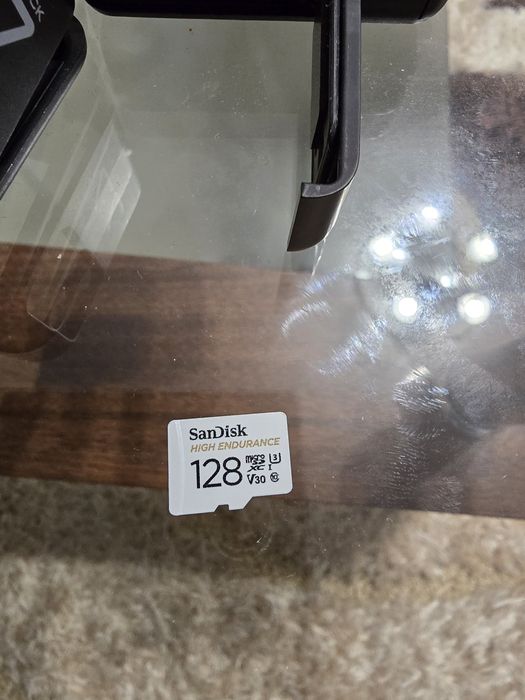 SanDisk
HIGH ENDURANCE
128 micro SD XC I U3
V30 10